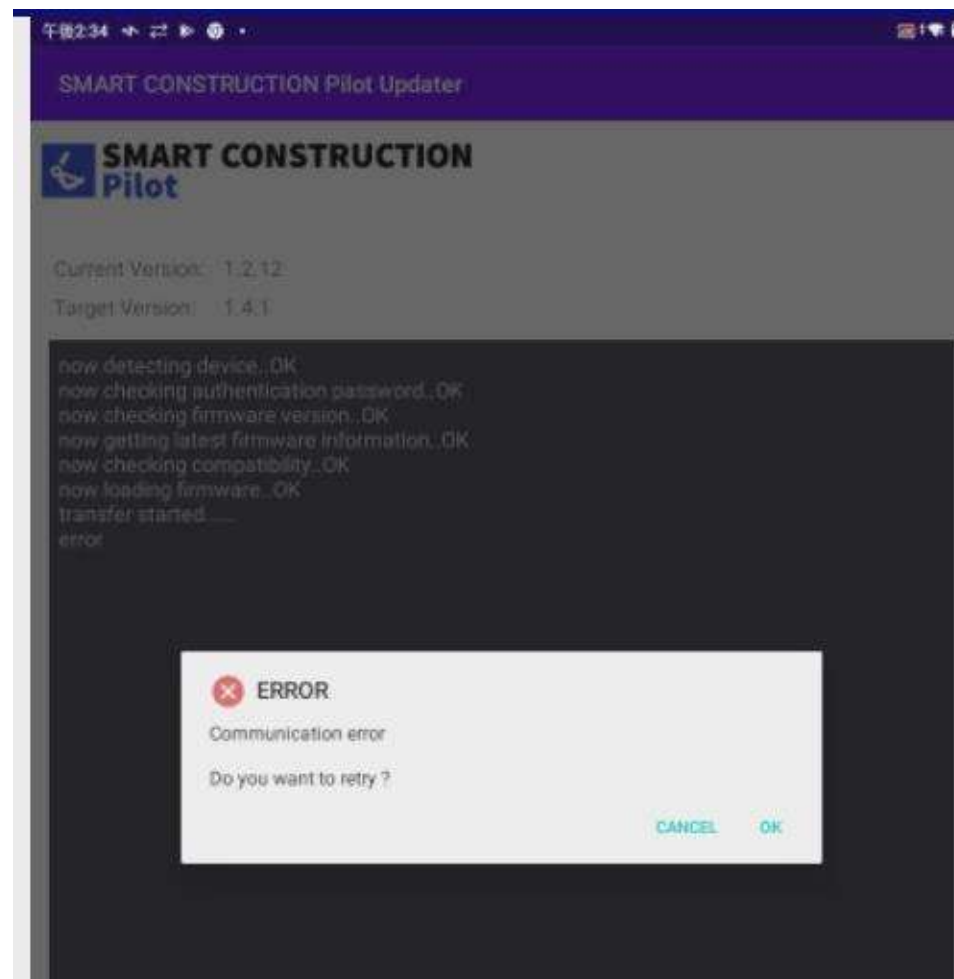 午後2:34
SMART CONSTRUCTION Pilot Updater
SMART CONSTRUCTION
Pilot
Current Version: 1.2.12
Target Version: 1.4.1
now detecting device..OK
now checking authentication password..OK
now checking firmware version..OK
now getting latest firmware information..OK
now checking compatibility..OK
now loading firmware..OK
transfer started......
error
ERROR
Communication error
Do you want to retry ?
CANCEL OK